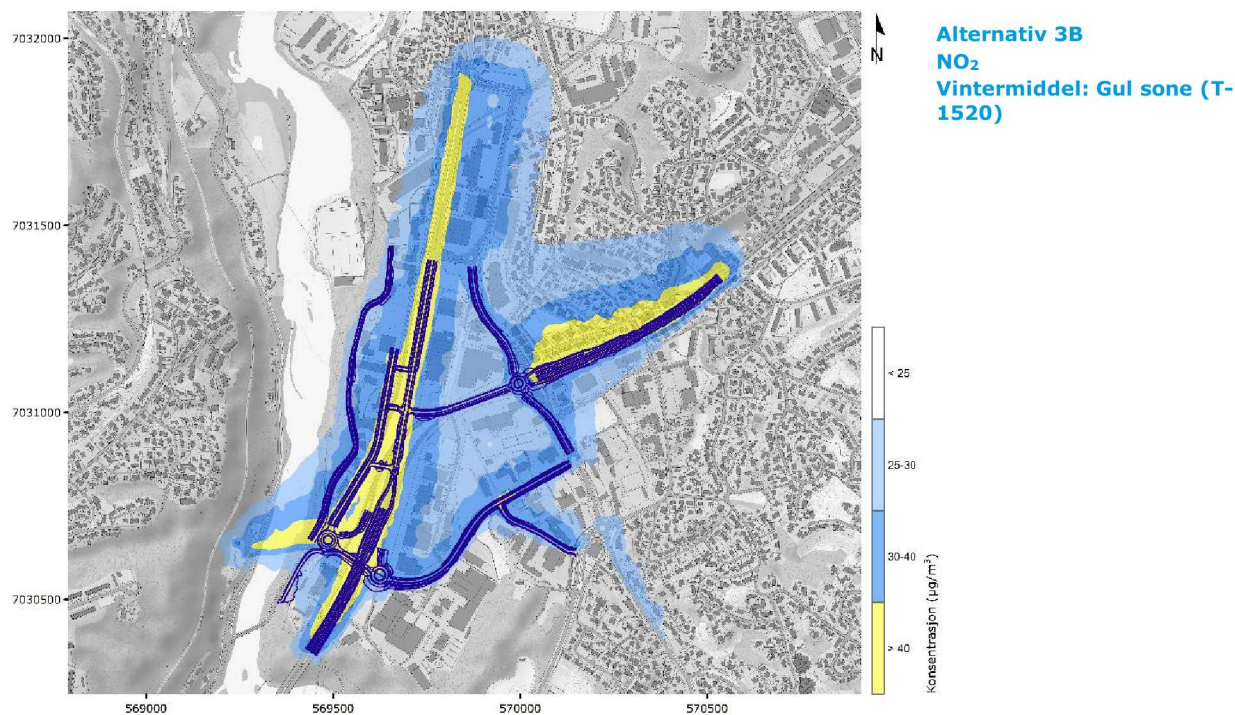 Alternativ 3B
NO₂
Vintermiddel: Gul sone (T-
1520)
N
7032000
7031500
7031000
7030500
569000
569500
570000
570500
< 25
25-30
30-40
> 40
Konsentrasjon (µg/m³)